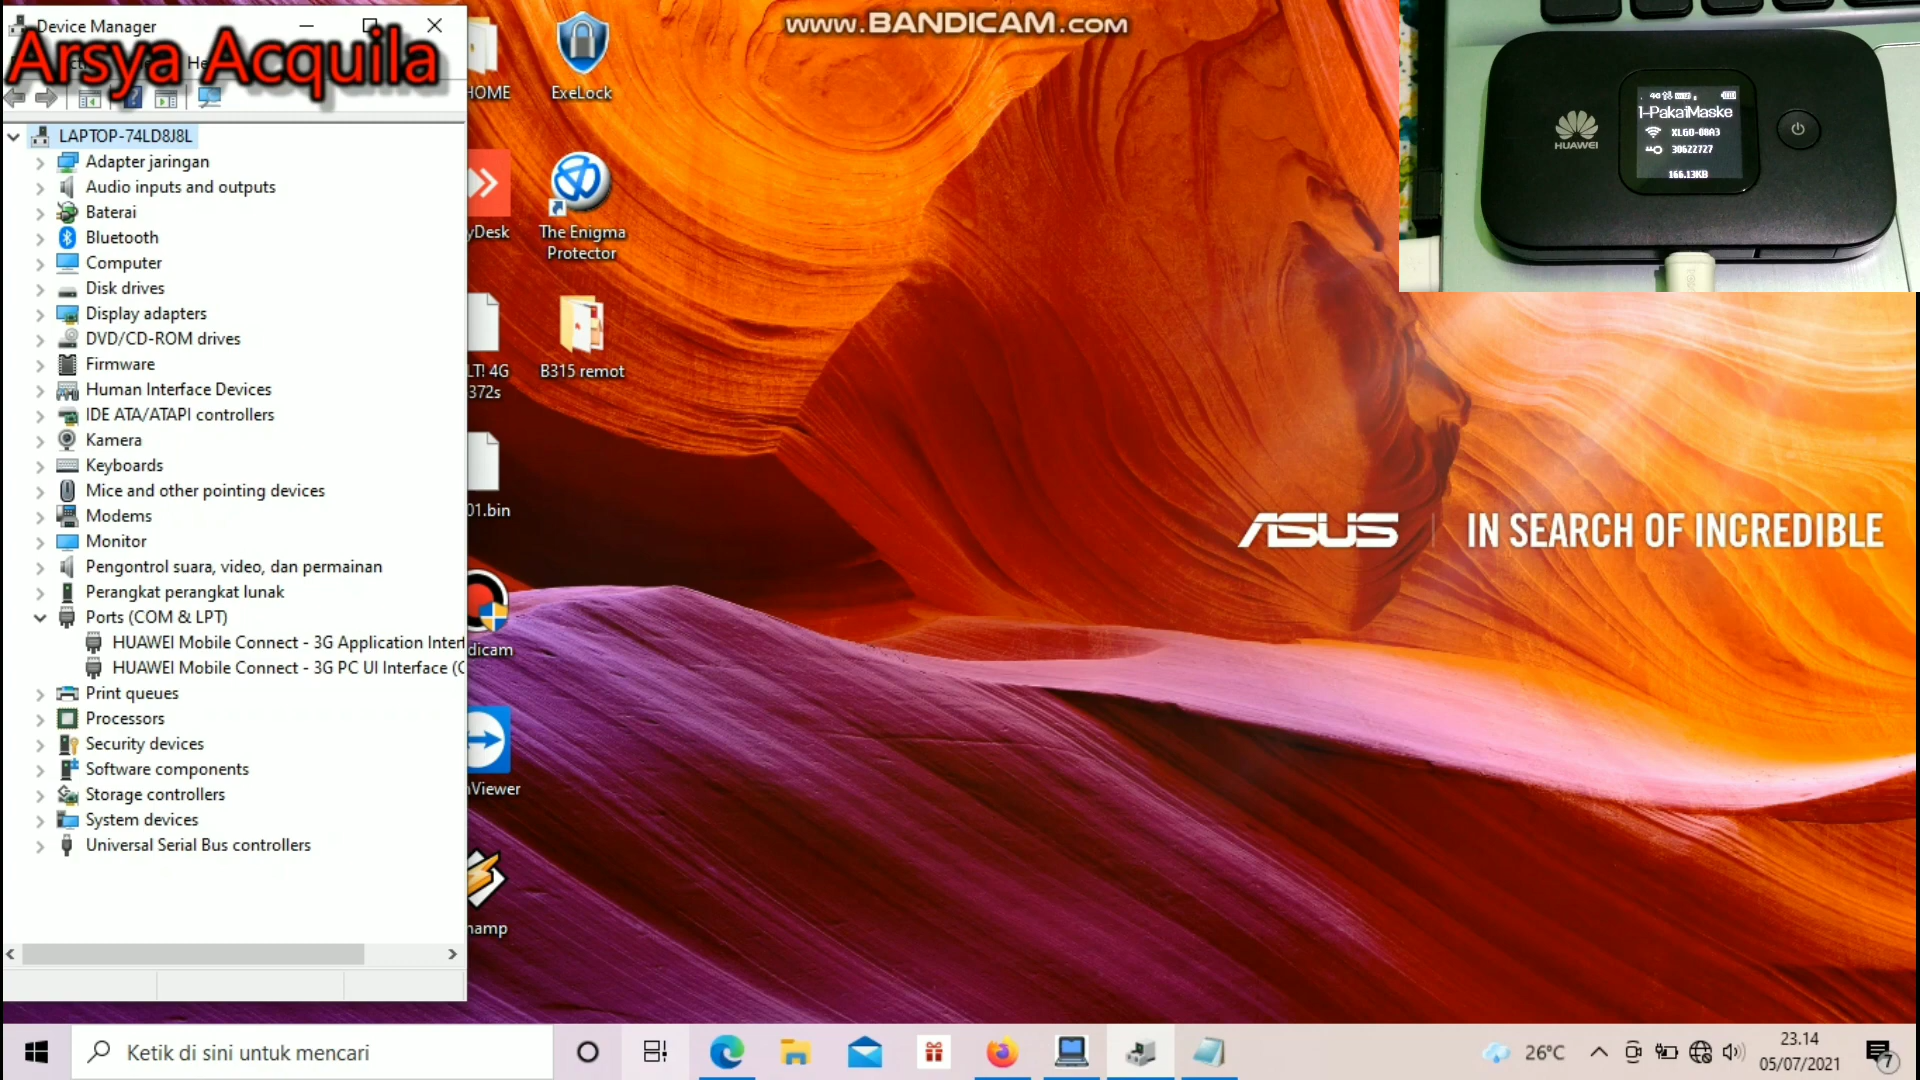 Device Manager
Arsya Acquila
LAPTOP-74LD8J8L
Adapter jaringan
Audio inputs and outputs
Baterai
Bluetooth
Computer
Disk drives
Display adapters
DVD/CD-ROM drives
Firmware
Human Interface Devices
IDE ATA/ATAPI controllers
Kamera
Keyboards
Mice and other pointing devices
Modems
Monitor
Pengontrol suara, video, dan permainan
Perangkat perangkat lunak
Ports (COM & LPT)
HUAWEI Mobile Connect - 3G Application Inter
HUAWEI Mobile Connect - 3G PC UI Interface (C
Print queues
Processors
Security devices
Software components
Storage controllers
System devices
Universal Serial Bus controllers
HOME
ExeLock
yDesk
The Enigma
Protector
LT! 4G
372s
B315 remot
01.bin
dicam
nViewer
namp
www.BANDICAM.com
HUAWEI
4G
1-PakaiMaske
XLGO-08A3
30622727
166.13KB
ASUS
IN SEARCH OF INCREDIBLE
Ketik di sini untuk mencari
26°C
23.14
05/07/2021
7